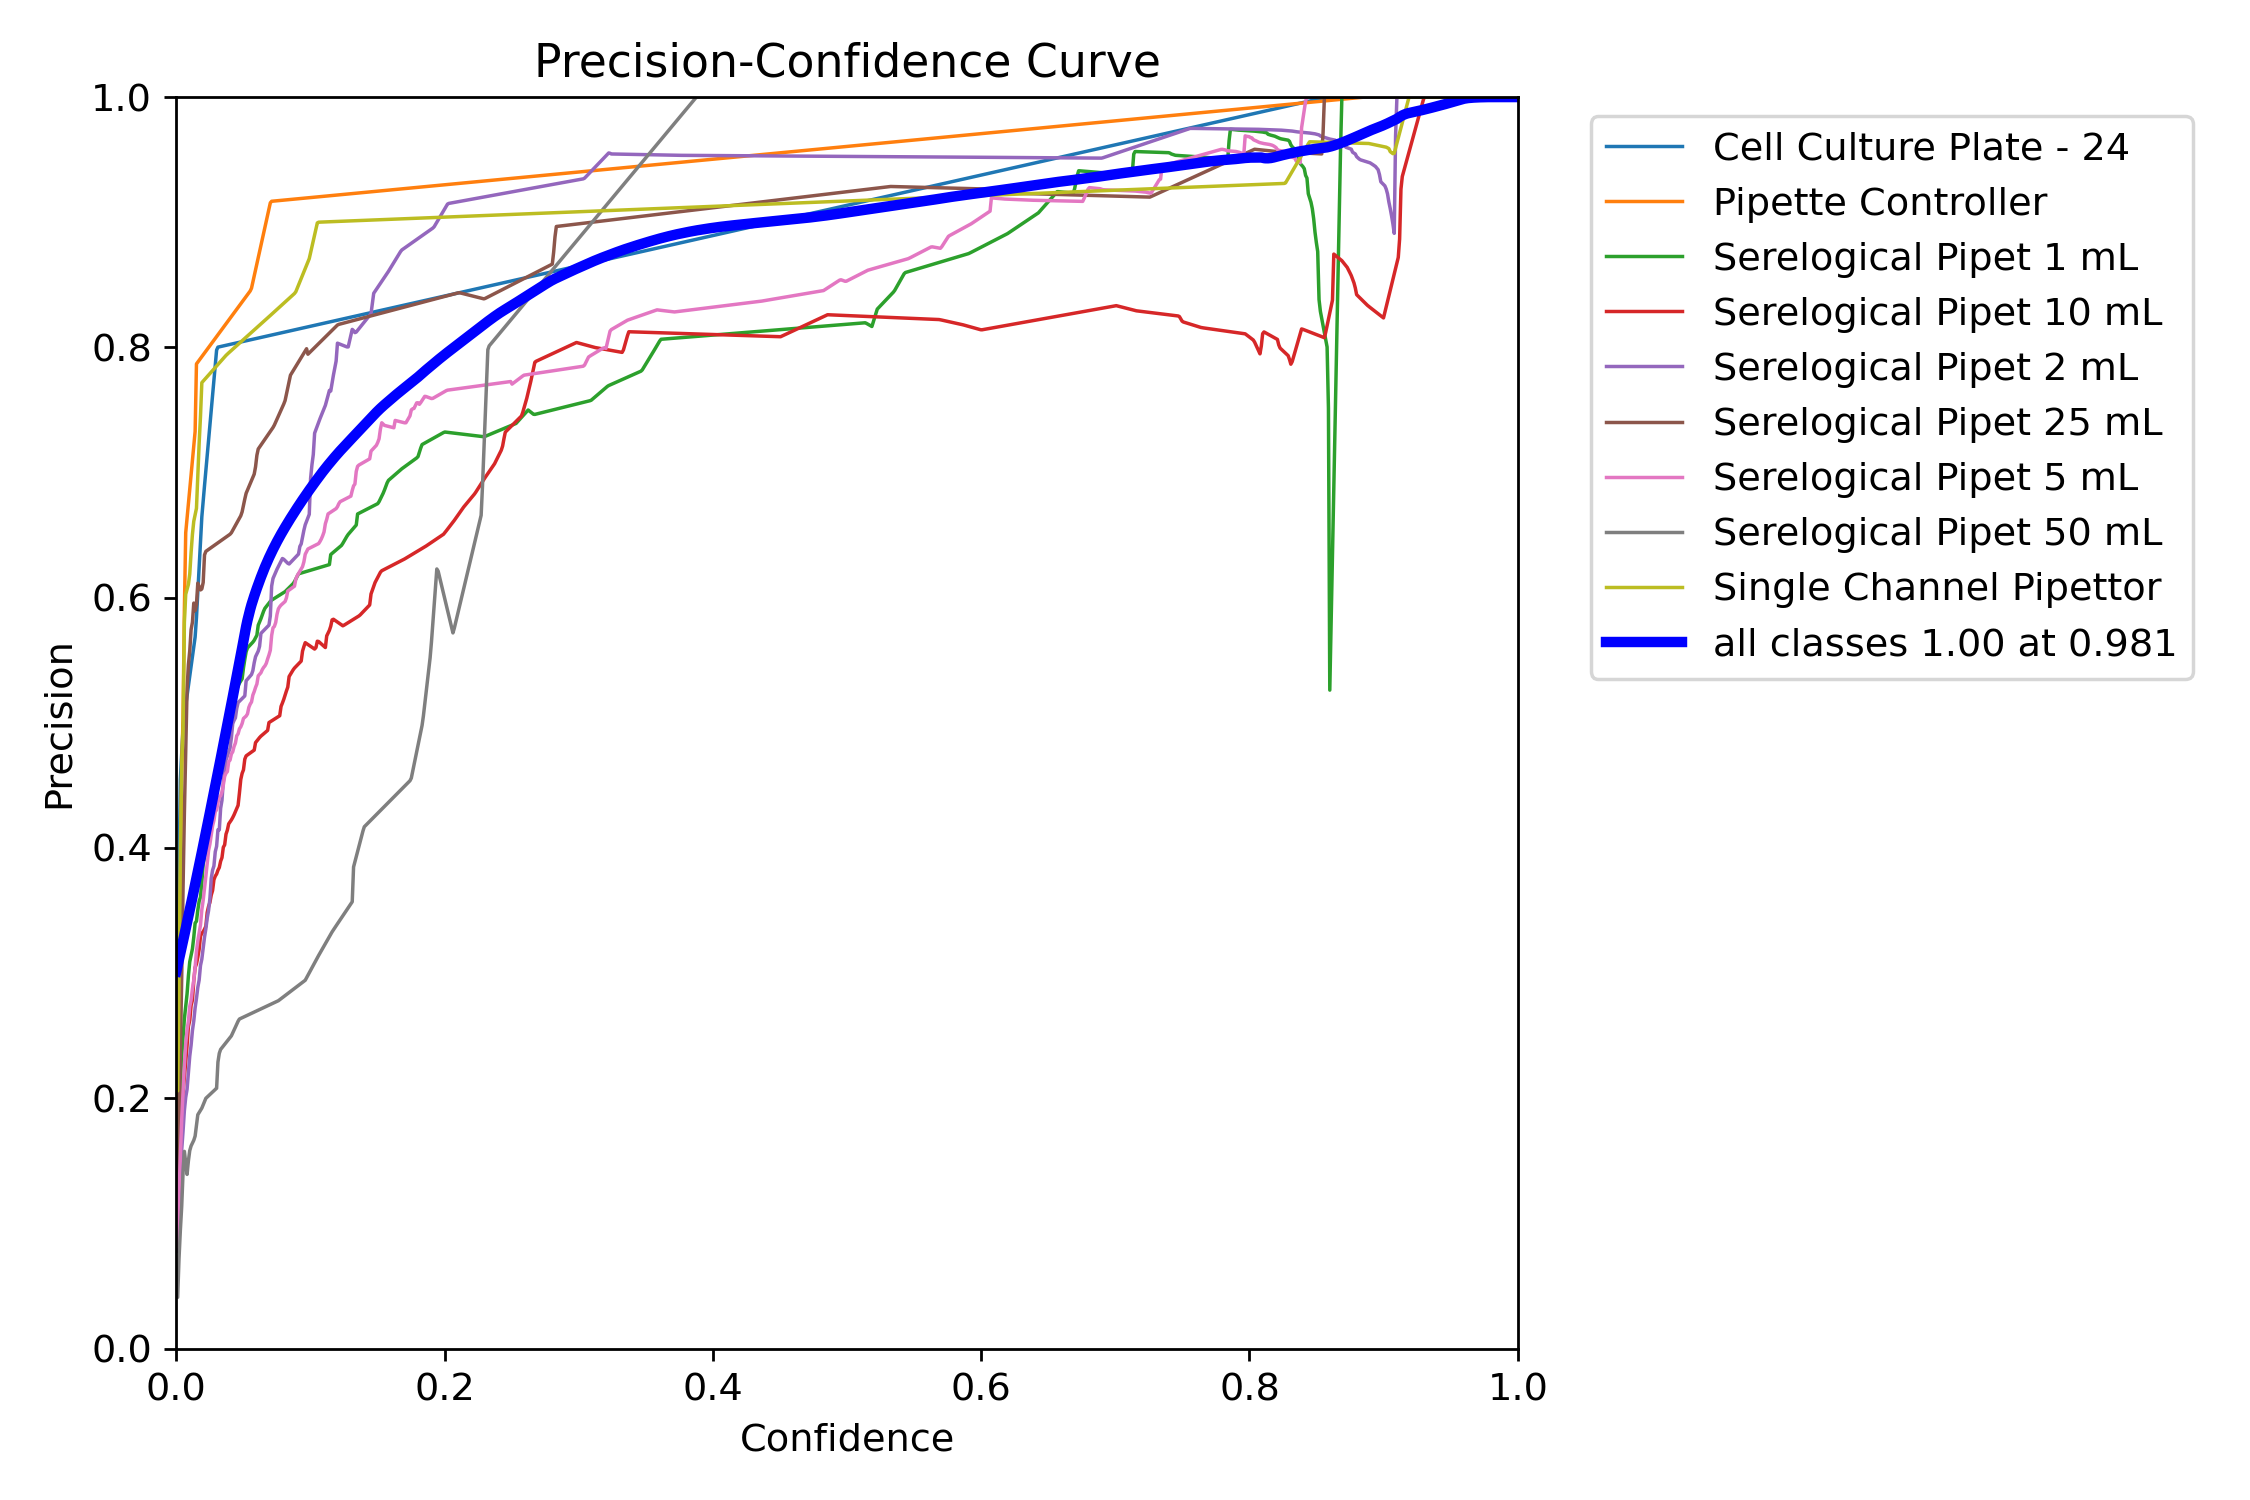 Precision-Confidence Curve
1.0
0.8
0.6
0.4
0.2
0.0
Precision
0.0 0.2 0.4 0.6 0.8 1.0
Confidence
Cell Culture Plate - 24
Pipette Controller
Serelogical Pipet 1 mL
Serelogical Pipet 10 mL
Serelogical Pipet 2 mL
Serelogical Pipet 25 mL
Serelogical Pipet 5 mL
Serelogical Pipet 50 mL
Single Channel Pipettor
all classes 1.00 at 0.981